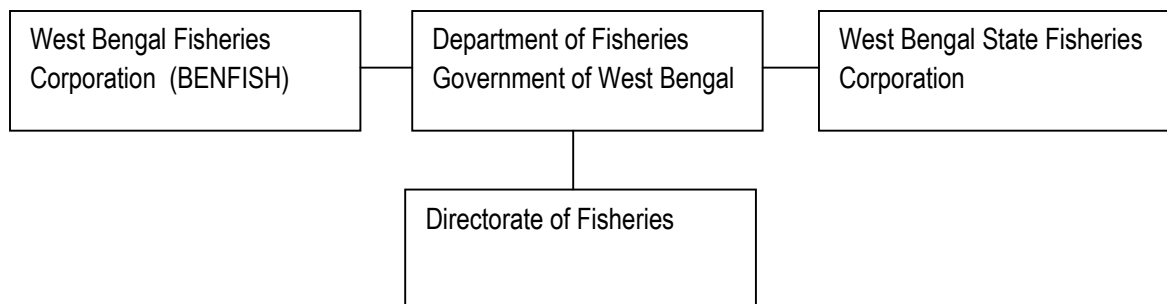 West Bengal Fisheries
Corporation  (BENFISH)
Department of Fisheries
Government of West Bengal
West Bengal State Fisheries
Corporation
Directorate of Fisheries